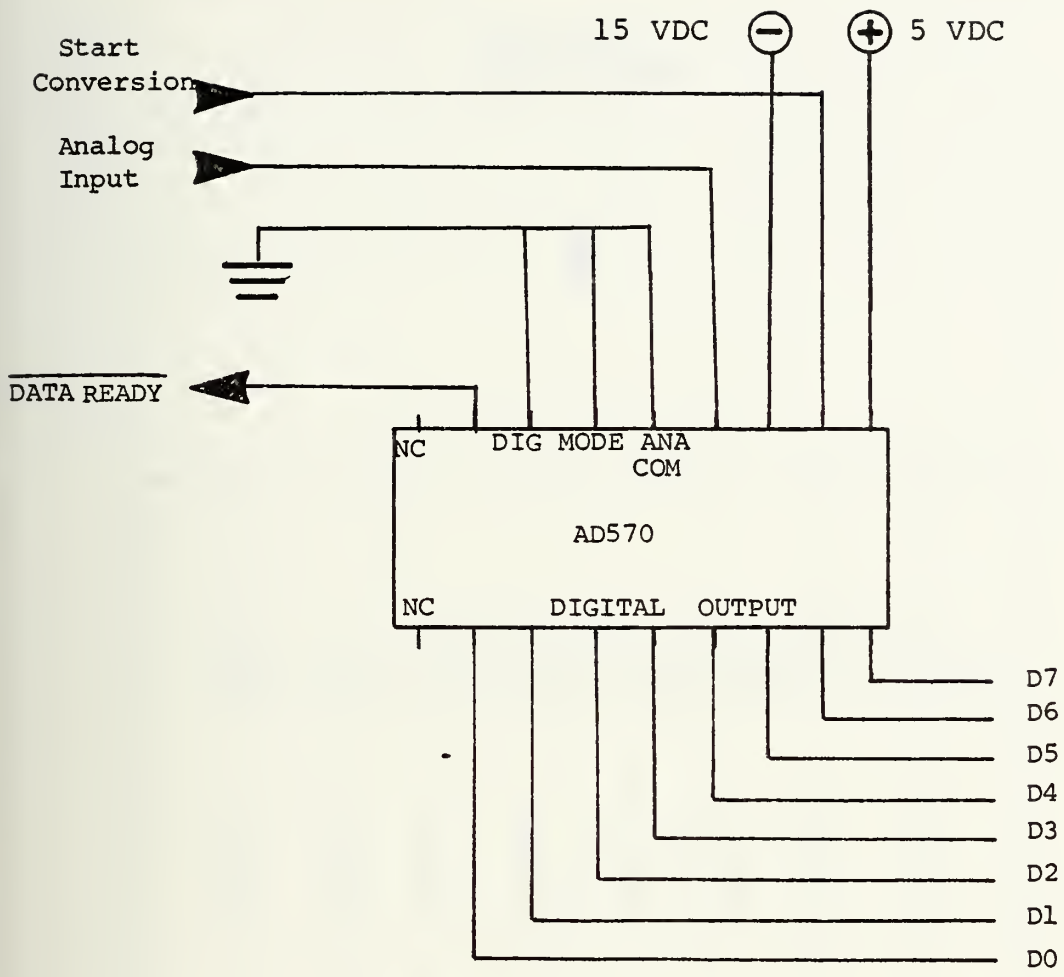 15 VDC − + 5 VDC
Start
Conversion
Analog
Input
DATA READY
NC DIG MODE ANA
COM
AD570
NC DIGITAL OUTPUT
D7
D6
D5
D4
D3
D2
D1
D0